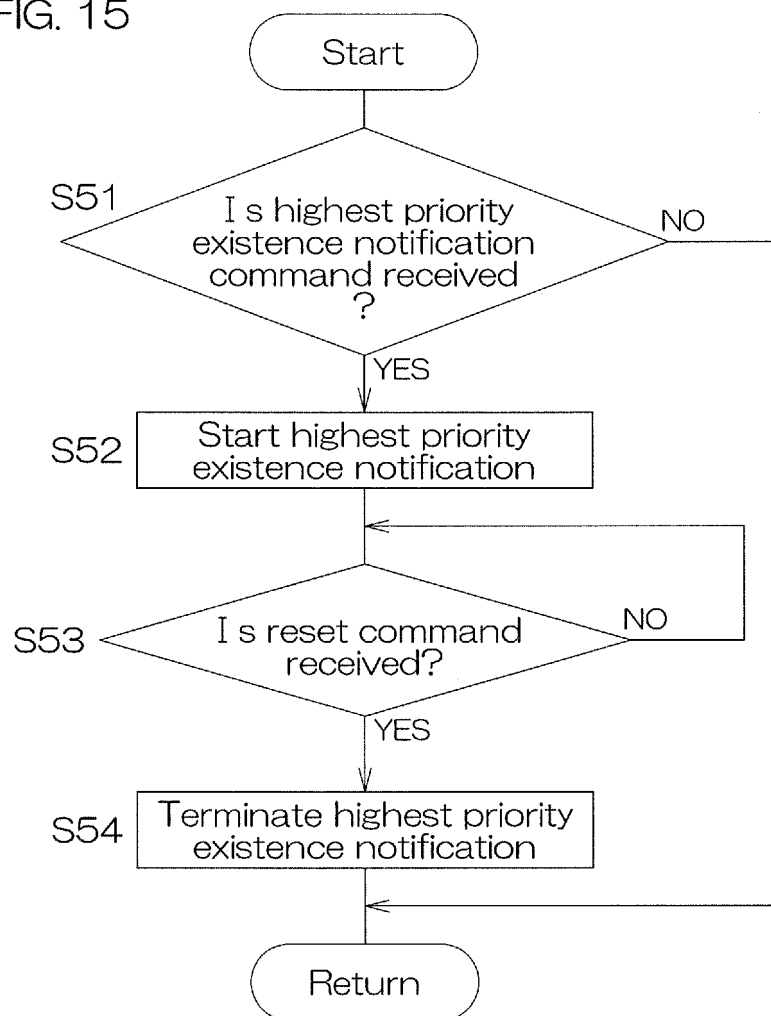 FIG. 15
Start
S51
I s highest priority
existence notification
command received
?
NO
YES
S52
Start highest priority
existence notification
S53
I s reset command
received?
NO
YES
S54
Terminate highest priority
existence notification
Return